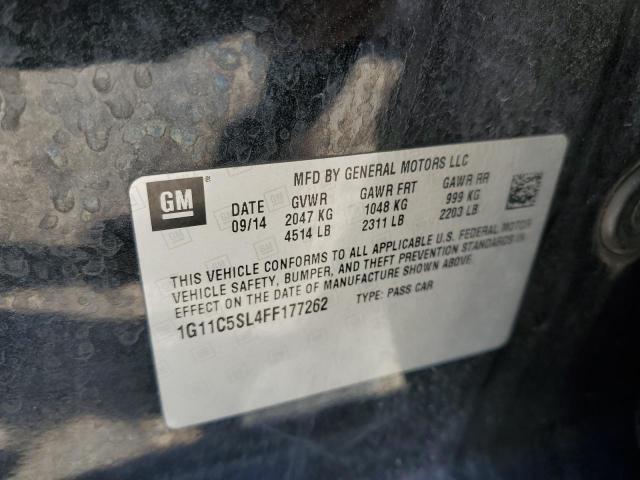 GM
MFD BY GENERAL MOTORS LLC
DATE GVWR GAWR FRT GAWR RR
09/14 2047 KG 1048 KG 999 KG
4514 LB 2311 LB 2203 LB
THIS VEHICLE CONFORMS TO ALL APPLICABLE U.S. FEDERAL MOTOR
VEHICLE SAFETY, BUMPER, AND THEFT PREVENTION STANDARDS IN
EFFECT ON THE DATE OF MANUFACTURE SHOWN ABOVE.
1G11C5SL4FF177262 TYPE: PASS CAR